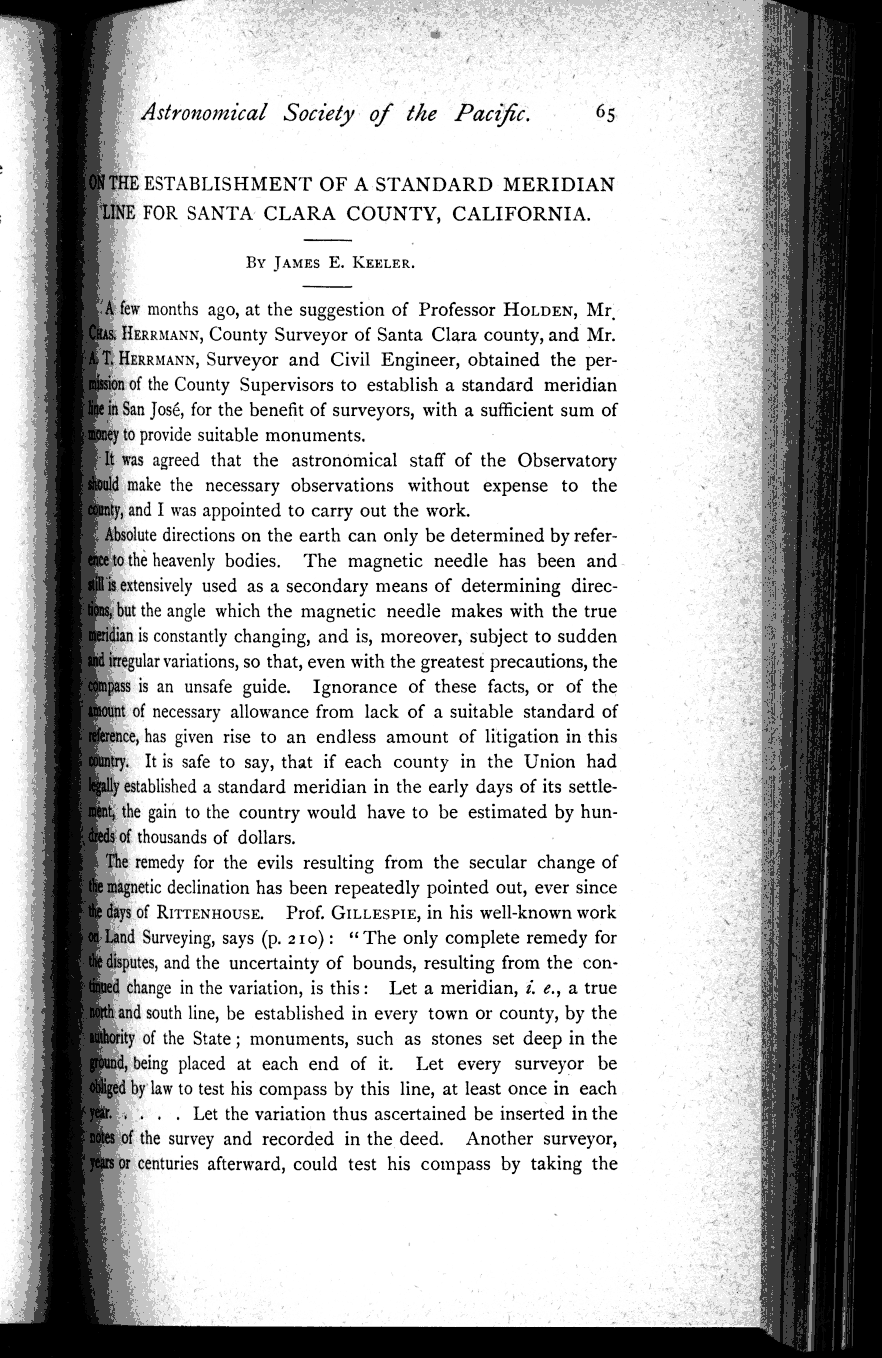 Astronomical Society of the Pacific. 65
ON THE ESTABLISHMENT OF A STANDARD MERIDIAN
LINE FOR SANTA CLARA COUNTY, CALIFORNIA.
BY JAMES E. KEELER.
A few months ago, at the suggestion of Professor HOLDEN, Mr.
CHAS. HERRMANN, County Surveyor of Santa Clara county, and Mr.
A. T. HERRMANN, Surveyor and Civil Engineer, obtained the per-
mission of the County Supervisors to establish a standard meridian
line in San José, for the benefit of surveyors, with a sufficient sum of
money to provide suitable monuments.
It was agreed that the astronomical staff of the Observatory
should make the necessary observations without expense to the
county, and I was appointed to carry out the work.
Absolute directions on the earth can only be determined by refer-
ence to the heavenly bodies. The magnetic needle has been and
still is extensively used as a secondary means of determining direc-
tions, but the angle which the magnetic needle makes with the true
meridian is constantly changing, and is, moreover, subject to sudden
and irregular variations, so that, even with the greatest precautions, the
compass is an unsafe guide. Ignorance of these facts, or of the
amount of necessary allowance from lack of a suitable standard of
reference, has given rise to an endless amount of litigation in this
country. It is safe to say, that if each county in the Union had
legally established a standard meridian in the early days of its settle-
ment, the gain to the country would have to be estimated by hun-
dreds of thousands of dollars.
The remedy for the evils resulting from the secular change of
the magnetic declination has been repeatedly pointed out, ever since
the days of RITTENHOUSE. Prof. GILLESPIE, in his well-known work
on Land Surveying, says (p. 210): "The only complete remedy for
the disputes, and the uncertainty of bounds, resulting from the con-
tinued change in the variation, is this: Let a meridian, i. e., a true
north and south line, be established in every town or county, by the
authority of the State; monuments, such as stones set deep in the
ground, being placed at each end of it. Let every surveyor be
obliged by law to test his compass by this line, at least once in each
year. . . . . Let the variation thus ascertained be inserted in the
notes of the survey and recorded in the deed. Another surveyor,
years or centuries afterward, could test his compass by taking the